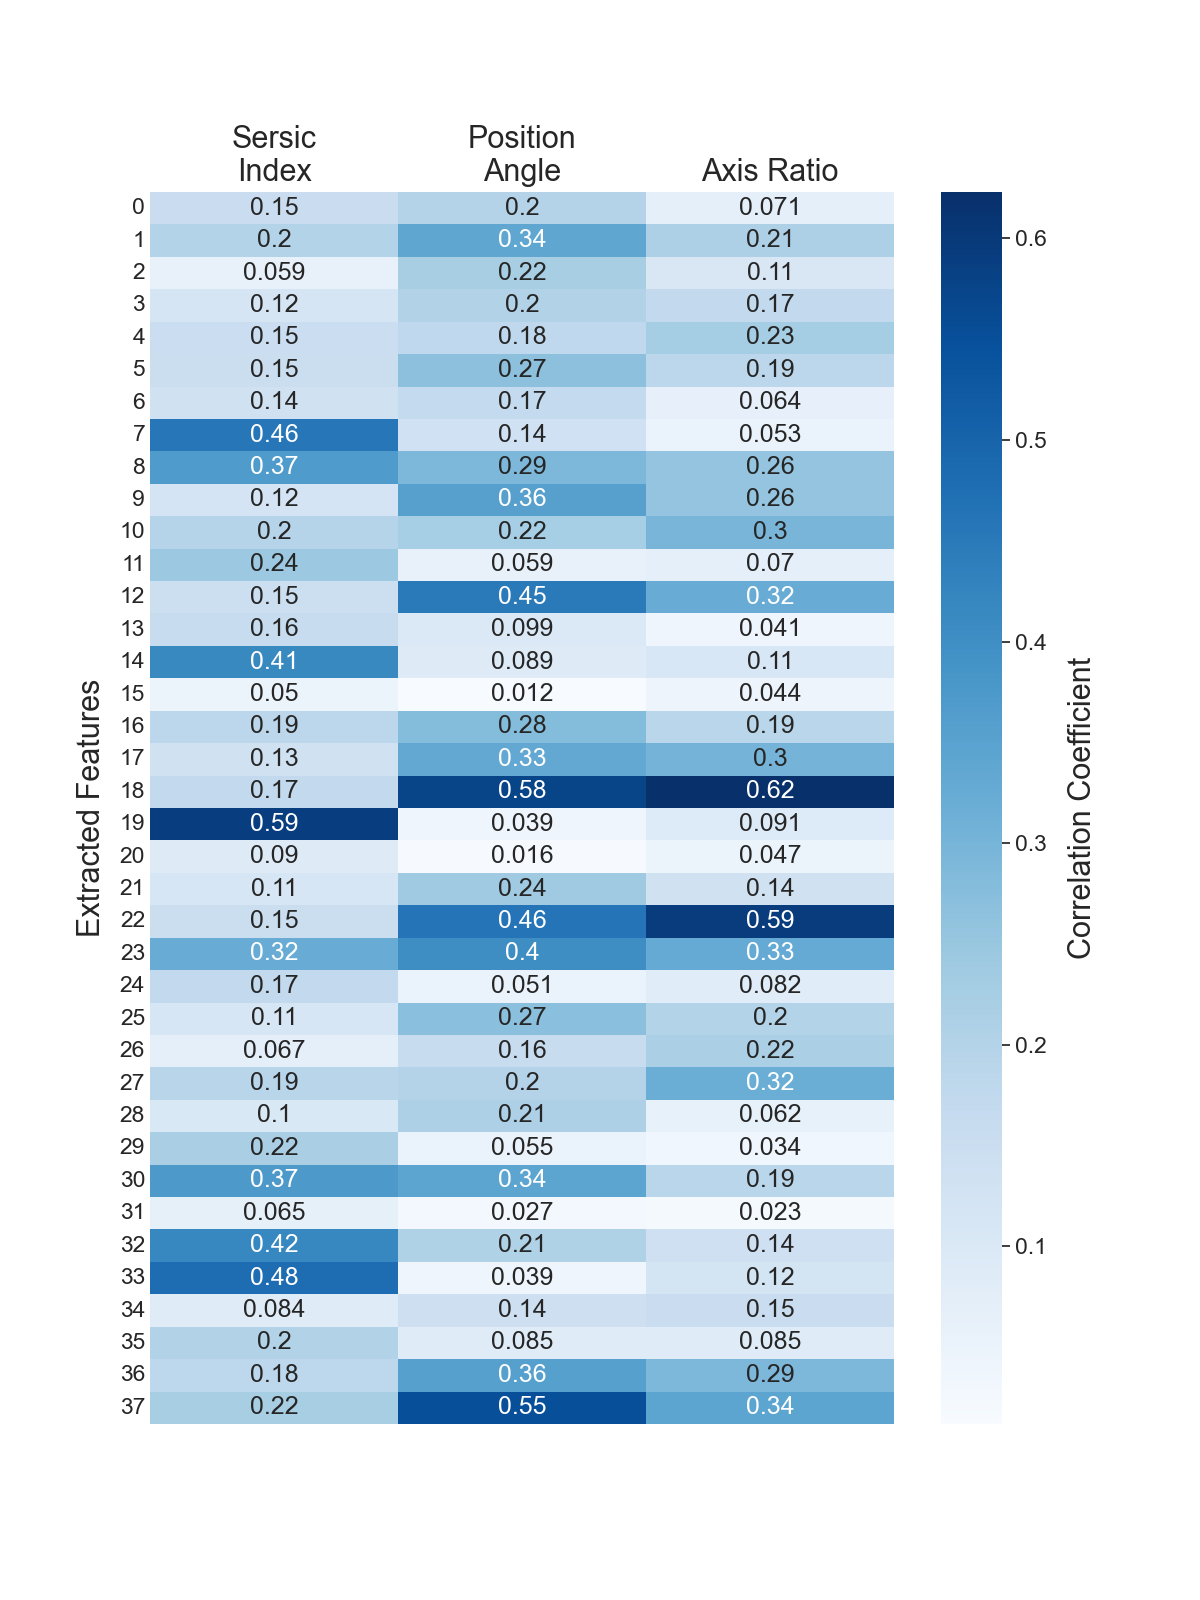 Sersic Position
Index Angle Axis Ratio
0 0.15 0.2 0.071
1 0.2 0.34 0.21
2 0.059 0.22 0.11
3 0.12 0.2 0.17
4 0.15 0.18 0.23
5 0.15 0.27 0.19
6 0.14 0.17 0.064
7 0.46 0.14 0.053
8 0.37 0.29 0.26
9 0.12 0.36 0.26
10 0.2 0.22 0.3
11 0.24 0.059 0.07
12 0.15 0.45 0.32
13 0.16 0.099 0.041
14 0.41 0.089 0.11
15 0.05 0.012 0.044
16 0.19 0.28 0.19
17 0.13 0.33 0.3
18 0.17 0.58 0.62
19 0.59 0.039 0.091
20 0.09 0.016 0.047
21 0.11 0.24 0.14
22 0.15 0.46 0.59
23 0.32 0.4 0.33
24 0.17 0.051 0.082
25 0.11 0.27 0.2
26 0.067 0.16 0.22
27 0.19 0.2 0.32
28 0.1 0.21 0.062
29 0.22 0.055 0.034
30 0.37 0.34 0.19
31 0.065 0.027 0.023
32 0.42 0.21 0.14
33 0.48 0.039 0.12
34 0.084 0.14 0.15
35 0.2 0.085 0.085
36 0.18 0.36 0.29
37 0.22 0.55 0.34
Extracted Features
0.6
0.5
0.4
0.3
0.2
0.1
Correlation Coefficient